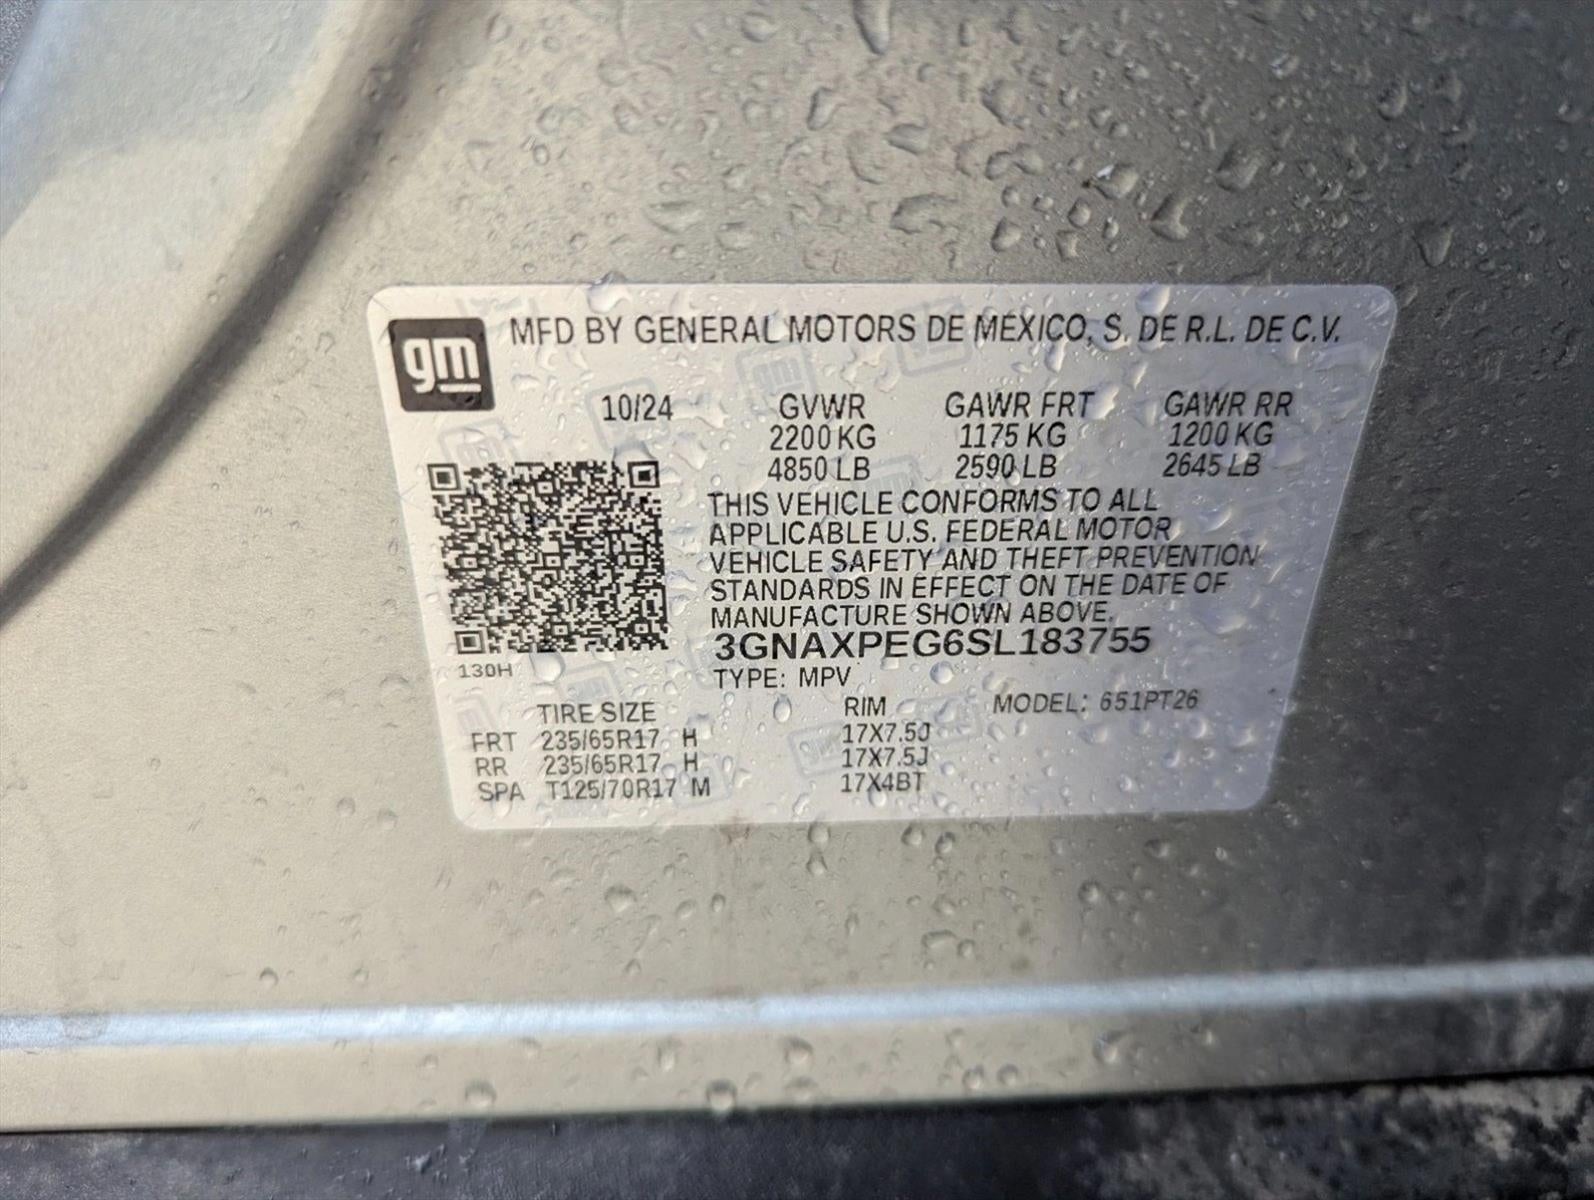 gm
MFD BY GENERAL MOTORS DE MEXICO, S. DE R.L. DE C.V.
10/24 GVWR GAWR FRT GAWR RR
2200 KG 1175 KG 1200 KG
4850 LB 2590 LB 2645 LB
THIS VEHICLE CONFORMS TO ALL
APPLICABLE U.S. FEDERAL MOTOR
VEHICLE SAFETY AND THEFT PREVENTION
STANDARDS IN EFFECT ON THE DATE OF
MANUFACTURE SHOWN ABOVE.
3GNAXPEG6SL183755
130H
TYPE: MPV
TIRE SIZE RIM MODEL: 651PT26
FRT 235/65R17 H 17X7.5J
RR 235/65R17 H 17X7.5J
SPA T125/70R17 M 17X4BT